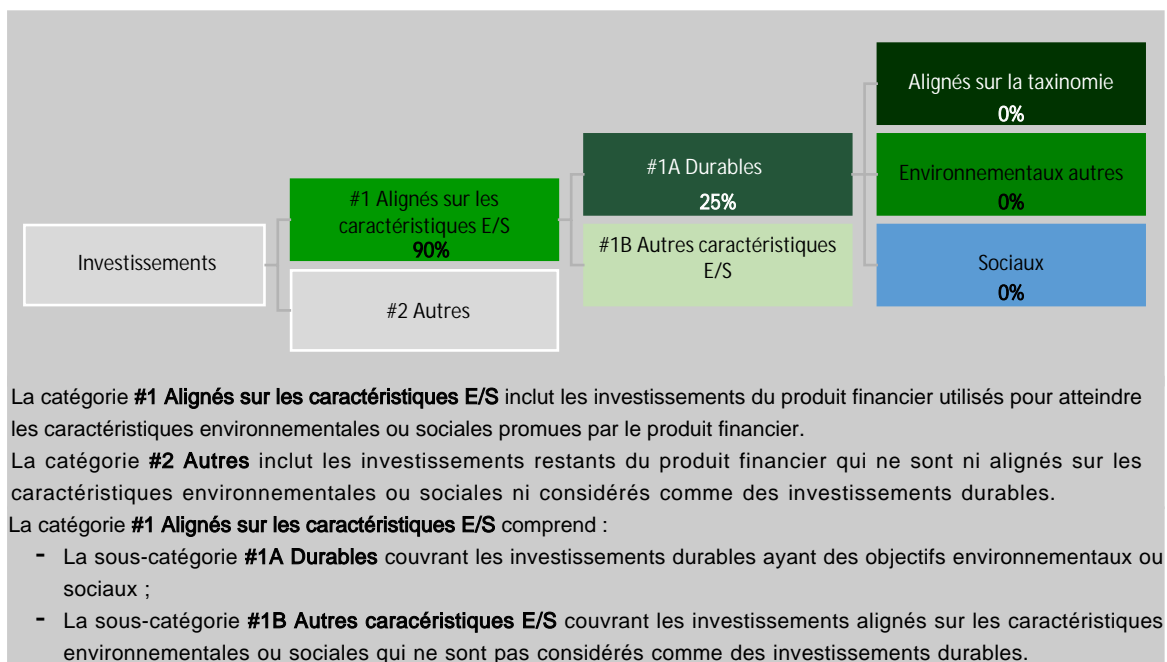 Investissements
#1 Alignés sur les
caractéristiques E/S
90%
#2 Autres
#1A Durables
25%
#1B Autres caractéristiques
E/S
Alignés sur la taxinomie
0%
Environnementaux autres
0%
Sociaux
0%
La catégorie #1 Alignés sur les caractéristiques E/S inclut les investissements du produit financier utilisés pour atteindre
les caractéristiques environnementales ou sociales promues par le produit financier.
La catégorie #2 Autres inclut les investissements restants du produit financier qui ne sont ni alignés sur les
caractéristiques environnementales ou sociales ni considérés comme des investissements durables.
La catégorie #1 Alignés sur les caractéristiques E/S comprend :
- La sous-catégorie #1A Durables couvrant les investissements durables ayant des objectifs environnementaux ou
sociaux ;
- La sous-catégorie #1B Autres caracéristiques E/S couvrant les investissements alignés sur les caractéristiques
environnementales ou sociales qui ne sont pas considérés comme des investissements durables.